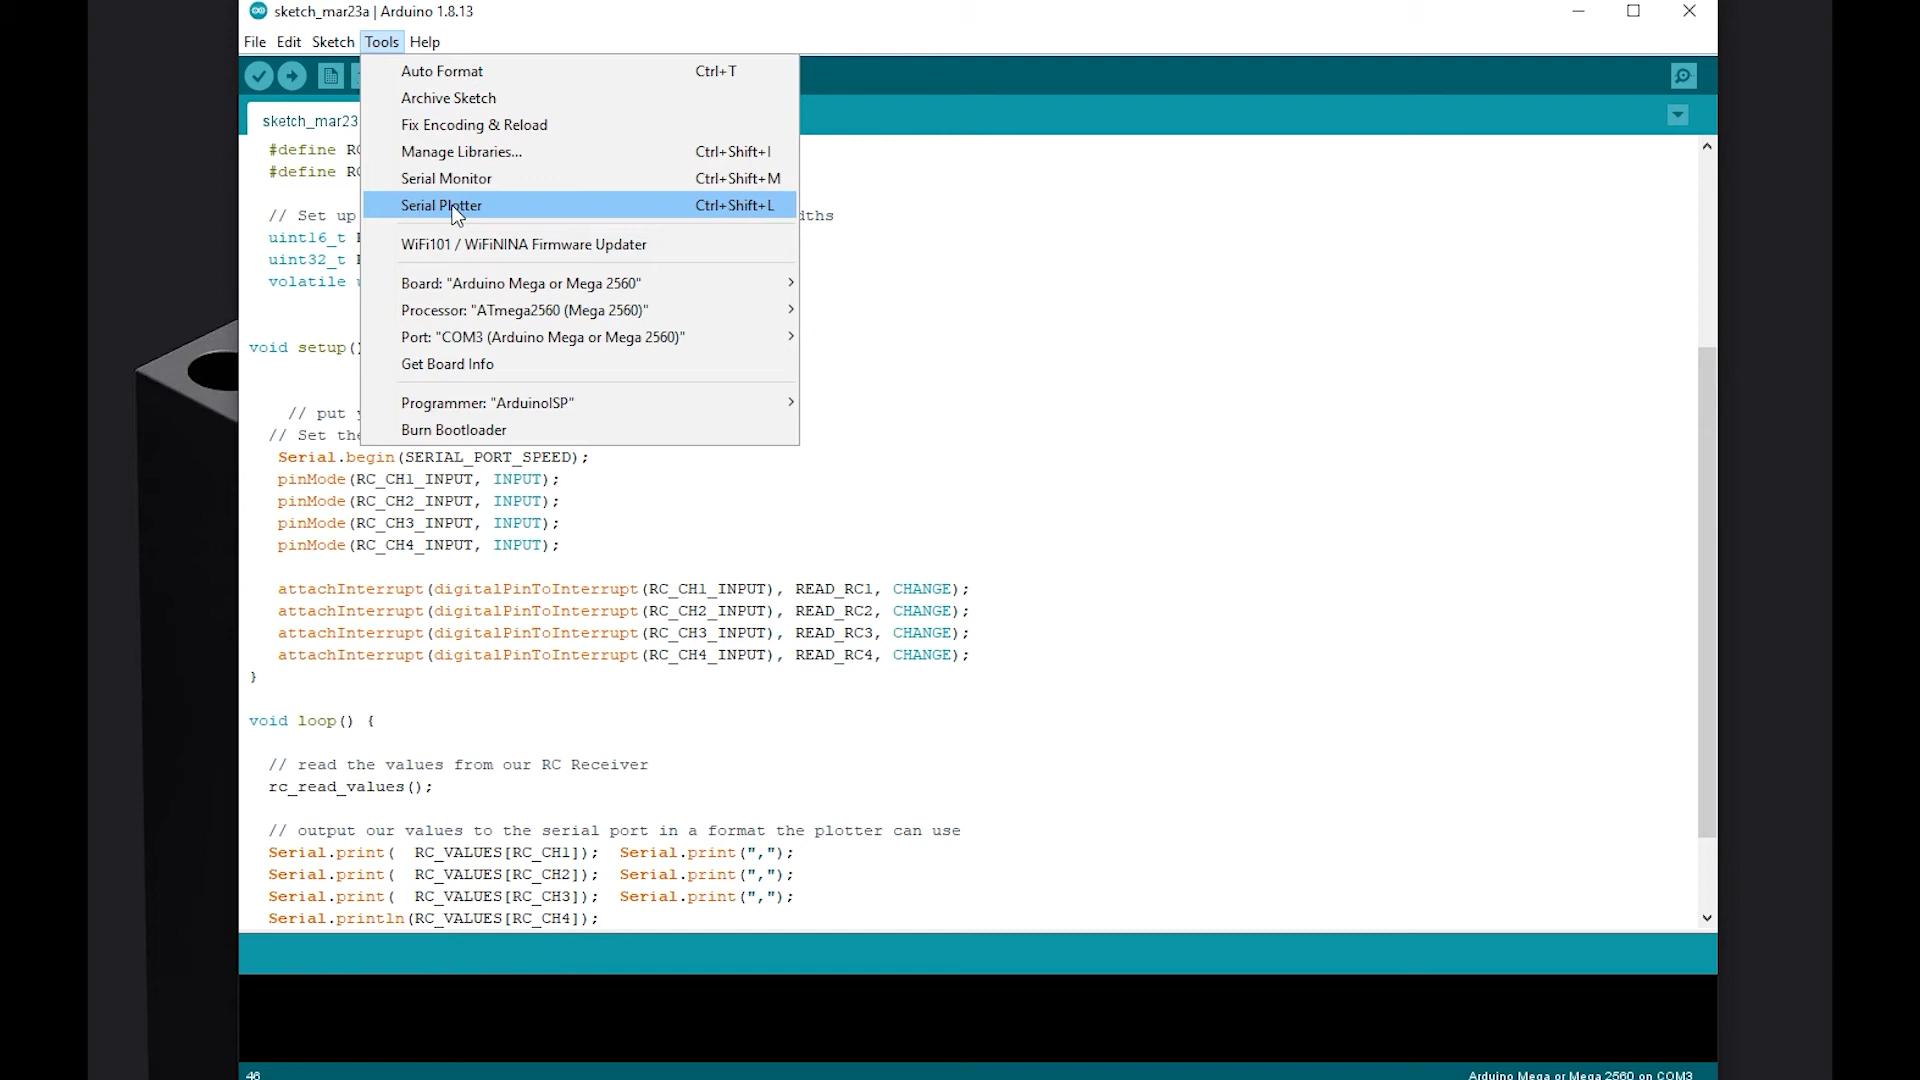 sketch_mar23a | Arduino 1.8.13
File Edit Sketch Tools Help
Auto Format Ctrl+T
Archive Sketch
Fix Encoding & Reload
Manage Libraries... Ctrl+Shift+I
Serial Monitor Ctrl+Shift+M
Serial Plotter Ctrl+Shift+L
WiFi101 / WiFiNINA Firmware Updater
Board: "Arduino Mega or Mega 2560"
Processor: "ATmega2560 (Mega 2560)"
Port: "COM3 (Arduino Mega or Mega 2560)"
Get Board Info
Programmer: "ArduinoISP"
Burn Bootloader
sketch_mar23
#define RC
#define RC
// Set up dths
uint16_t
uint32_t
volatile
void setup()
// put
// Set the
Serial.begin(SERIAL_PORT_SPEED);
pinMode(RC_CH1_INPUT, INPUT);
pinMode(RC_CH2_INPUT, INPUT);
pinMode(RC_CH3_INPUT, INPUT);
pinMode(RC_CH4_INPUT, INPUT);
attachInterrupt(digitalPinToInterrupt(RC_CH1_INPUT), READ_RC1, CHANGE);
attachInterrupt(digitalPinToInterrupt(RC_CH2_INPUT), READ_RC2, CHANGE);
attachInterrupt(digitalPinToInterrupt(RC_CH3_INPUT), READ_RC3, CHANGE);
attachInterrupt(digitalPinToInterrupt(RC_CH4_INPUT), READ_RC4, CHANGE);
}
void loop() {
// read the values from our RC Receiver
rc_read_values();
// output our values to the serial port in a format the plotter can use
Serial.print( RC_VALUES[RC_CH1]); Serial.print(",");
Serial.print( RC_VALUES[RC_CH2]); Serial.print(",");
Serial.print( RC_VALUES[RC_CH3]); Serial.print(",");
Serial.println(RC_VALUES[RC_CH4]);
46 Arduino Mega or Mega 2560 on COM3